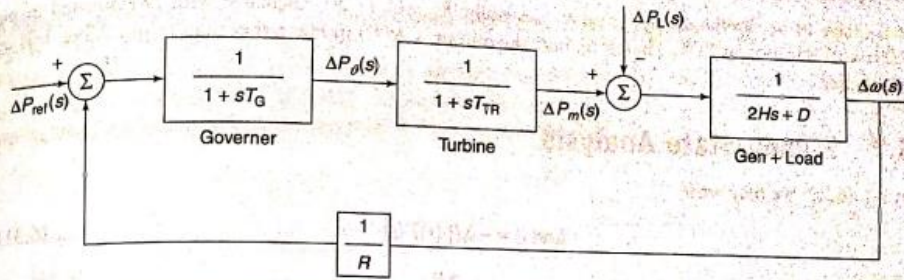 ΔP_L(s)
−
+
Σ
ΔP_ref(s)
1
1 + sT_G
Governer
ΔP_g(s)
1
1 + sT_TR
Turbine
+
ΔP_m(s)
Σ
1
2Hs + D
Gen + Load
Δω(s)
1
R